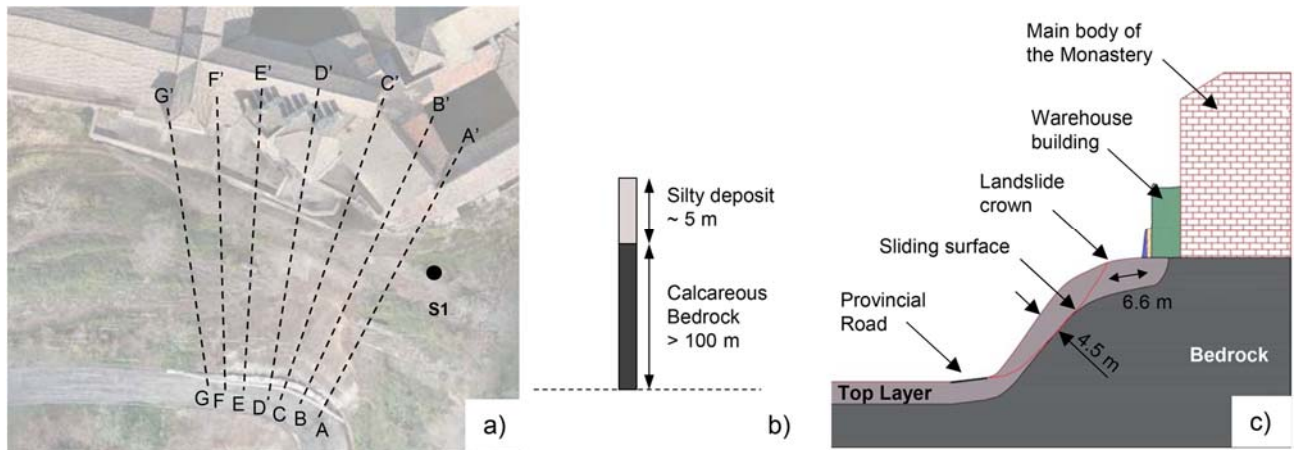 G'
F'
E'
D'
C'
B'
A'
S1
G
F
E
D
C
B
A
a)
Silty deposit
~ 5 m
Calcareous
Bedrock
> 100 m
b)
Main body of
the Monastery
Warehouse
building
Landslide
crown
Sliding surface
Provincial
Road
6.6 m
4.5 m
Bedrock
Top Layer
c)